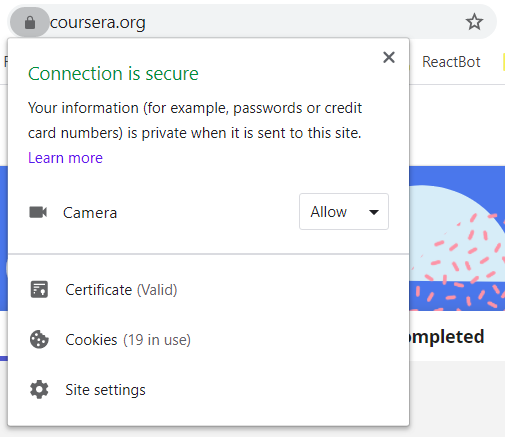 coursera.org
ReactBot
Connection is secure
Your information (for example, passwords or credit
card numbers) is private when it is sent to this site.
Learn more
Camera Allow
Certificate (Valid)
Cookies (19 in use)
ompleted
Site settings